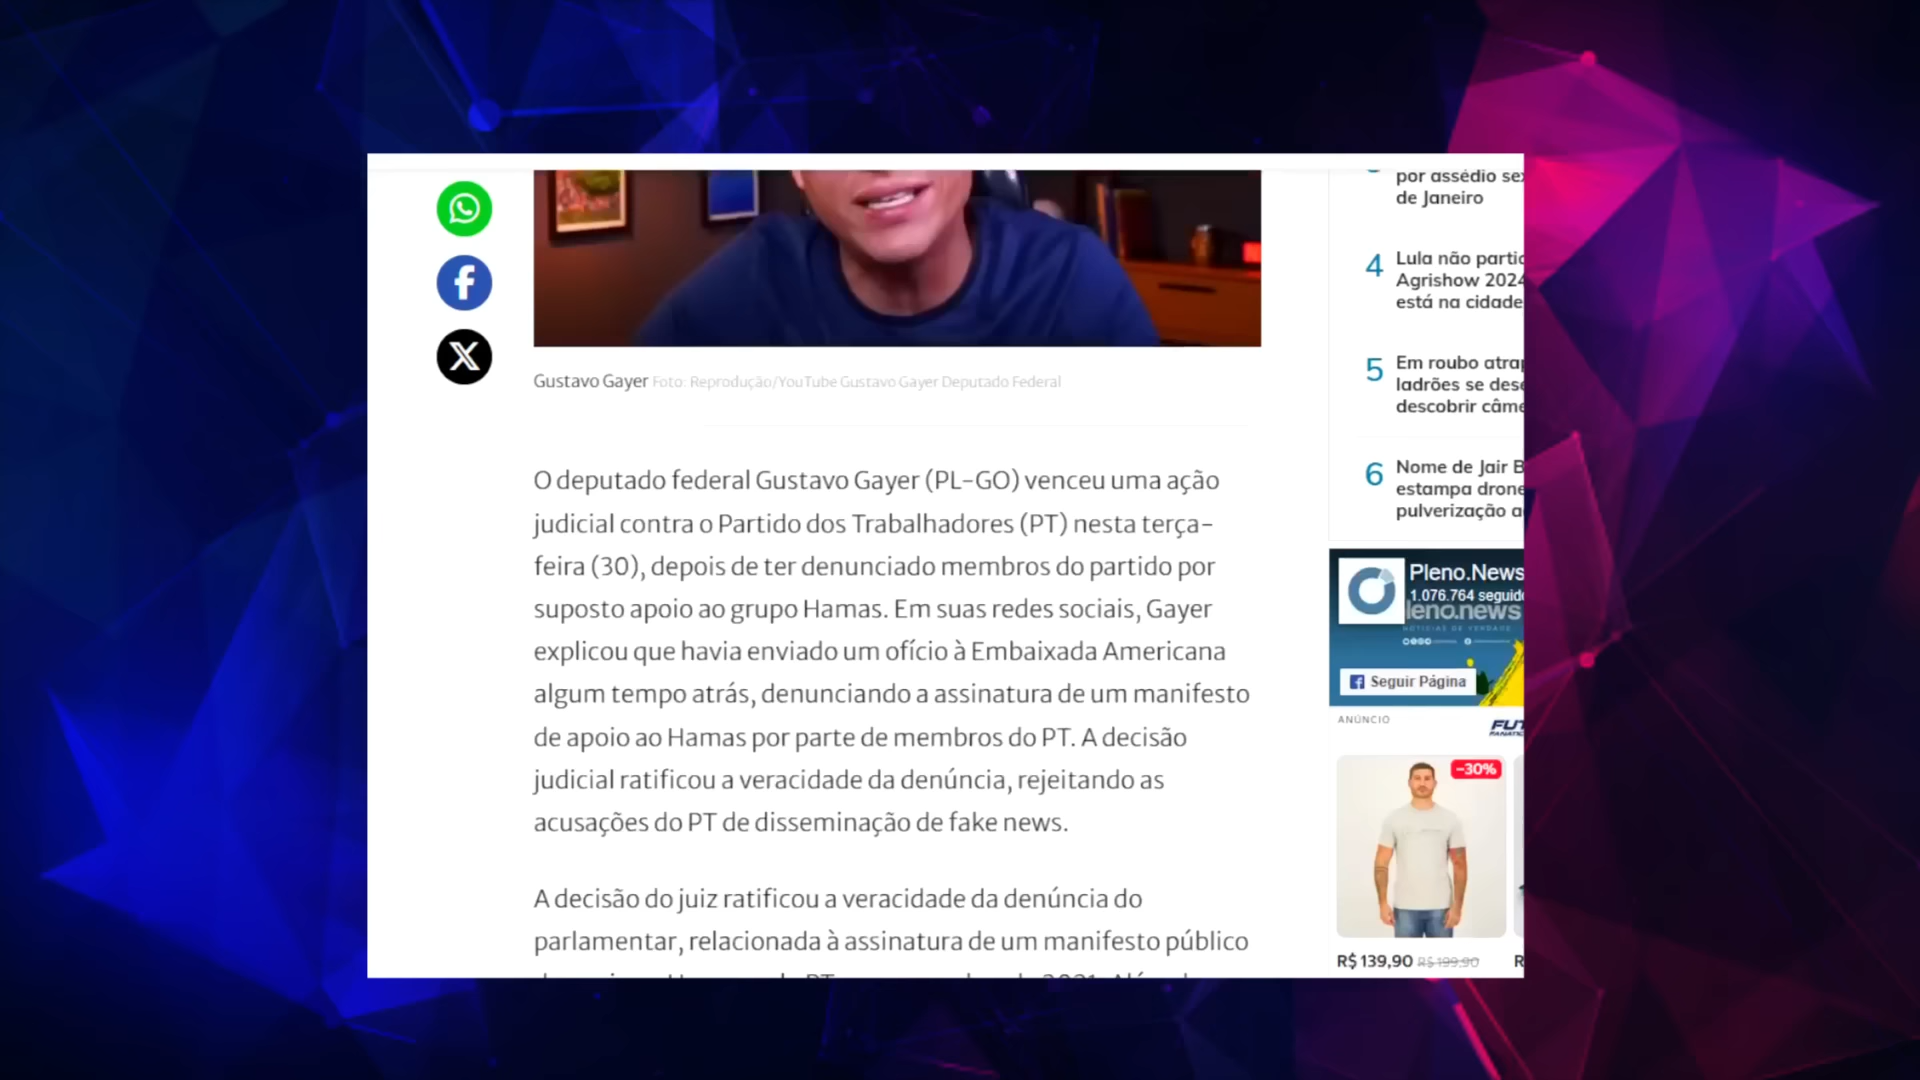 Gustavo Gayer Foto: Reprodução/YouTube Gustavo Gayer Deputado Federal
O deputado federal Gustavo Gayer (PL-GO) venceu uma ação
judicial contra o Partido dos Trabalhadores (PT) nesta terça-
feira (30), depois de ter denunciado membros do partido por
suposto apoio ao grupo Hamas. Em suas redes sociais, Gayer
explicou que havia enviado um ofício à Embaixada Americana
algum tempo atrás, denunciando a assinatura de um manifesto
de apoio ao Hamas por parte de membros do PT. A decisão
judicial ratificou a veracidade da denúncia, rejeitando as
acusações do PT de disseminação de fake news.
A decisão do juiz ratificou a veracidade da denúncia do
parlamentar, relacionada à assinatura de um manifesto público
por assédio
de Janeiro
4
Lula não
Agrishow 2024
está na cidade
5
Em roubo
ladrões se
descobrir
6
Nome de Jair B
estampa drone
pulverização
Pleno.News
1.076.764
leno.news
Seguir Página
ANÚNCIO
-30%
R$ 139,90 R$ 199,90